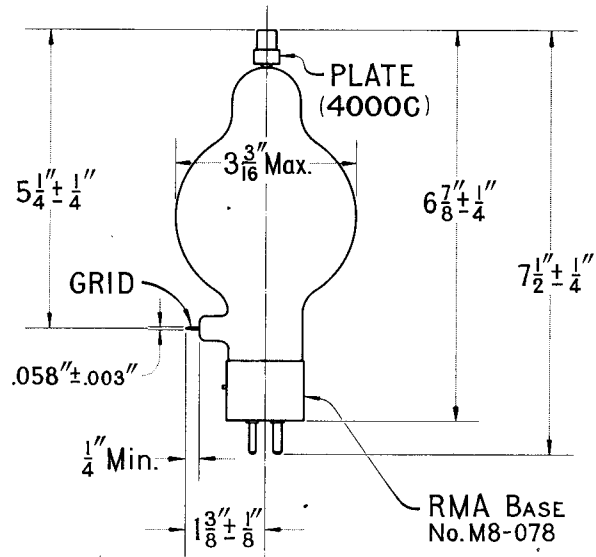 PLATE
(4000C)
3 3/16" Max.
5 1/4" ± 1/4"
6 7/8" ± 1/4"
7 1/2" ± 1/4"
GRID
.058" ± .003"
1/4" Min.
1 3/8" ± 1/8"
RMA BASE
No. M8-078